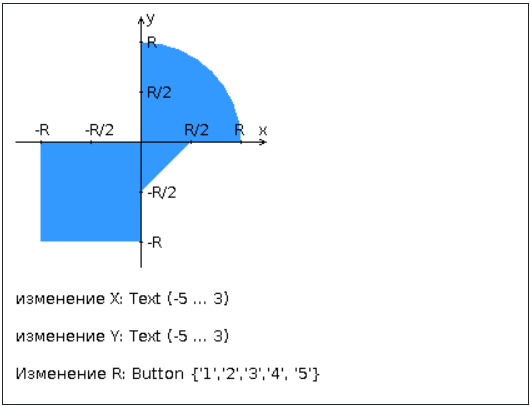 y
R
R/2
-R -R/2 R/2 R x
-R/2
-R
изменение X: Text (-5 ... 3)
изменение Y: Text (-5 ... 3)
Изменение R: Button {'1','2','3','4', '5'}